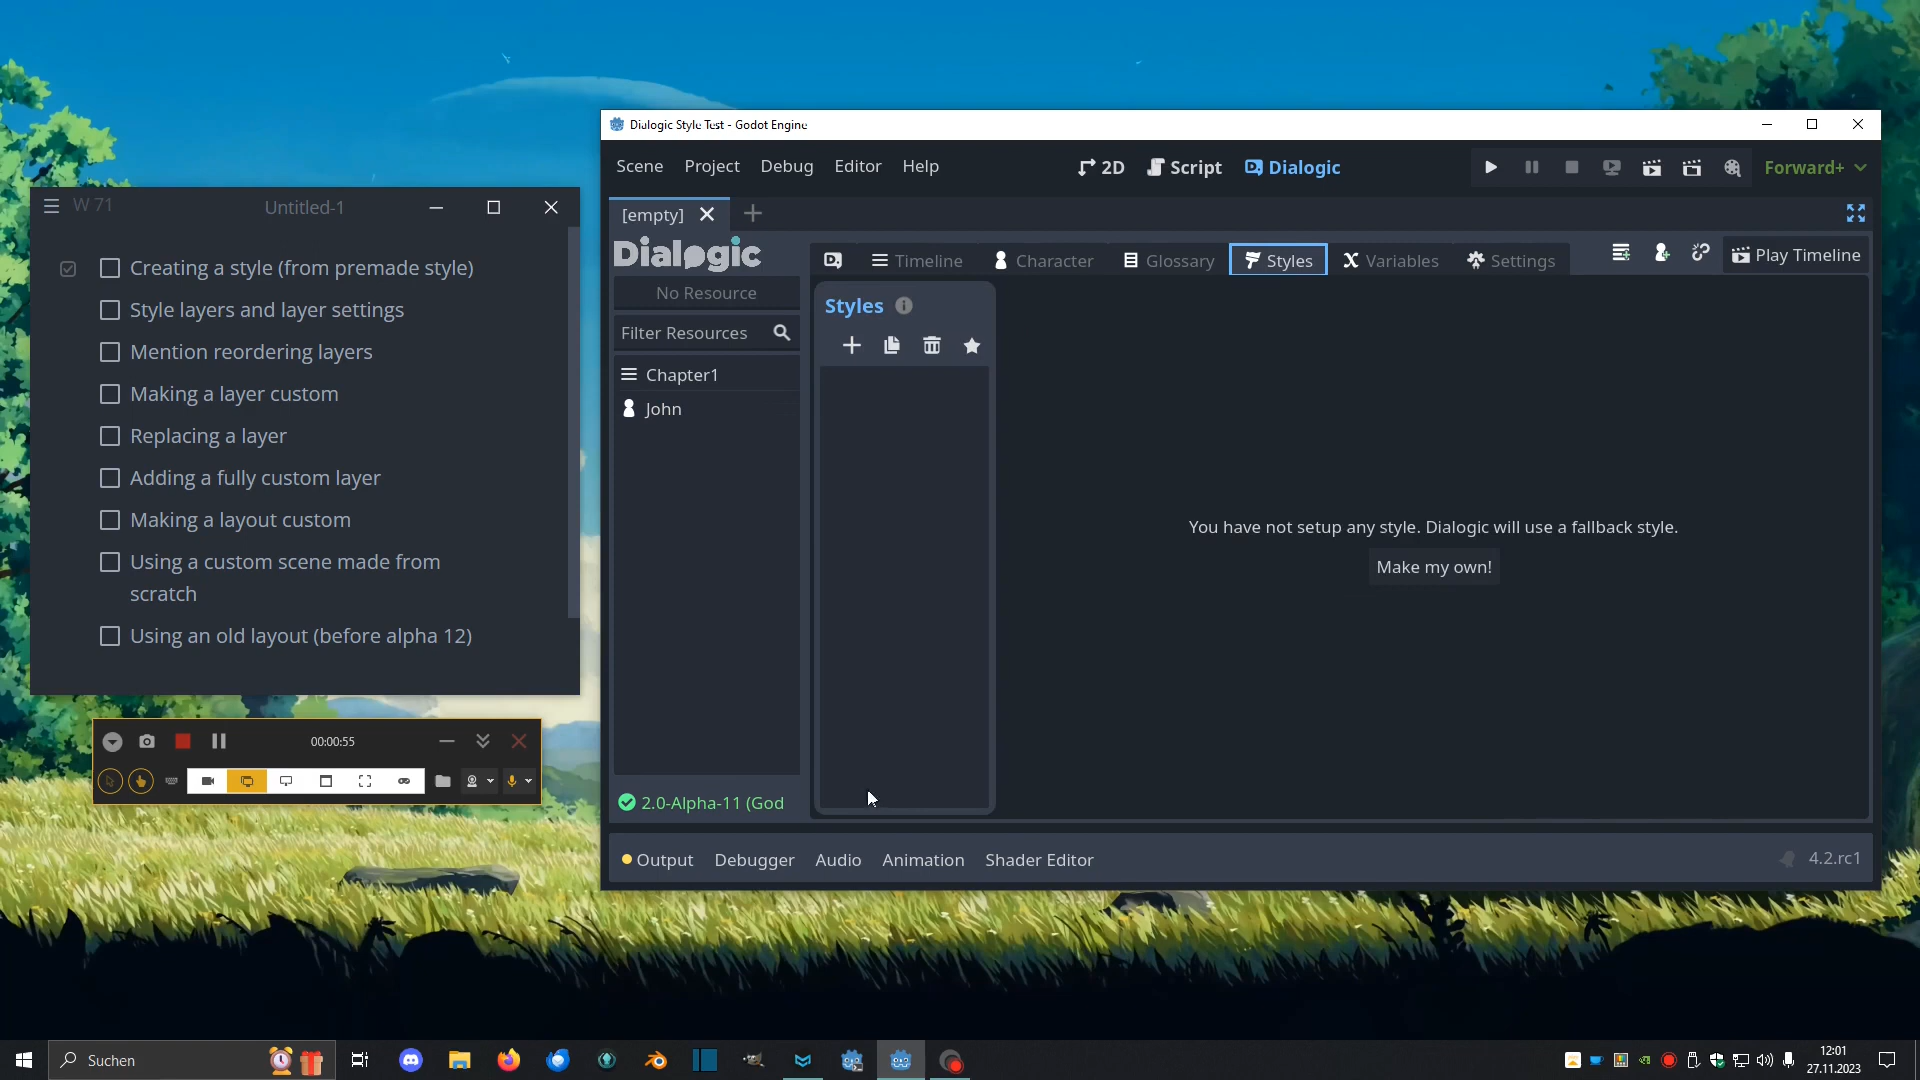 Dialogic Style Test - Godot Engine
Scene Project Debug Editor Help
2D Script Dialogic
Forward+
W 71
Untitled-1
Creating a style (from premade style)
Style layers and layer settings
Mention reordering layers
Making a layer custom
Replacing a layer
Adding a fully custom layer
Making a layout custom
Using a custom scene made from
scratch
Using an old layout (before alpha 12)
00:00:55
[empty]
Dialogic
Timeline Character Glossary Styles Variables Settings
Play Timeline
No Resource
Filter Resources
Chapter1
John
2.0-Alpha-11 (God
Styles
You have not setup any style. Dialogic will use a fallback style.
Make my own!
Output Debugger Audio Animation Shader Editor
4.2.rc1
Suchen
12:01
27.11.2023